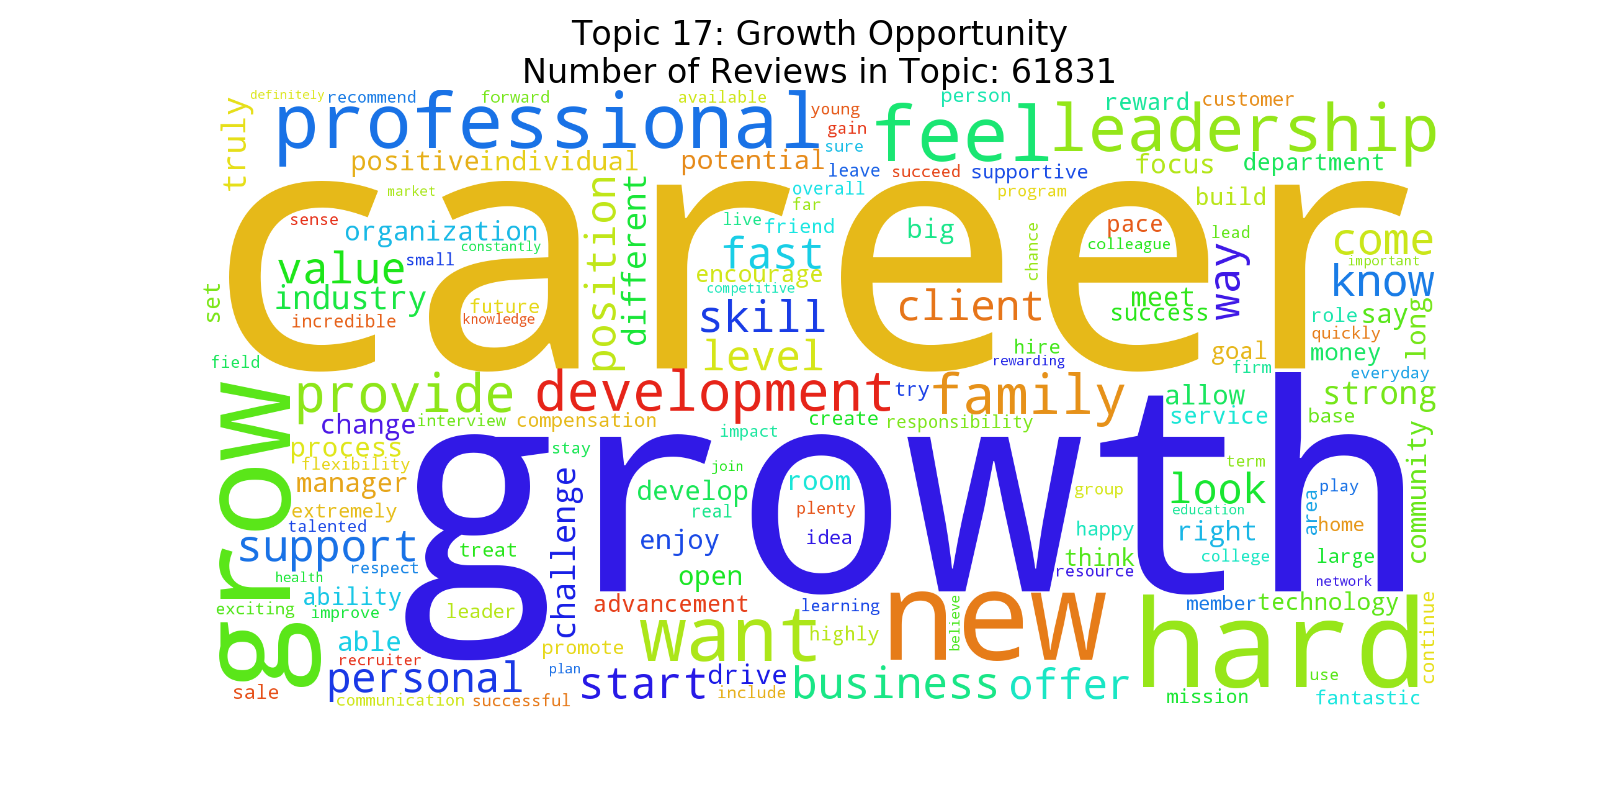 Topic 17: Growth Opportunity
Number of Reviews in Topic: 61831
definitely recommend forward available person reward customer
truly professional young feel leadership
gain
sure
positive individual potential leave succeed supportive focus department
market overall program build
career
sense far
organization constantly live friend big chance pace lead come
colleague
value small fast way important
industry encourage know
set future competitive client meet
incredible knowledge position different skill success role say long
quickly
field level hire rewarding goal money
firm everyday
provide development try family allow strong
change interview compensation create responsibility service base
impact
growth
grow process stay term community
flexibility join
manager develop room group look play
extremely real plenty education area
talented challenge idea happy right home
support treat enjoy think college large
respect open resource network
health
ability advancement learning member technology
exciting improve leader believe continue
able want highly new hard
recruiter promote
personal plan start drive business offer use
sale include mission fantastic
communication successful